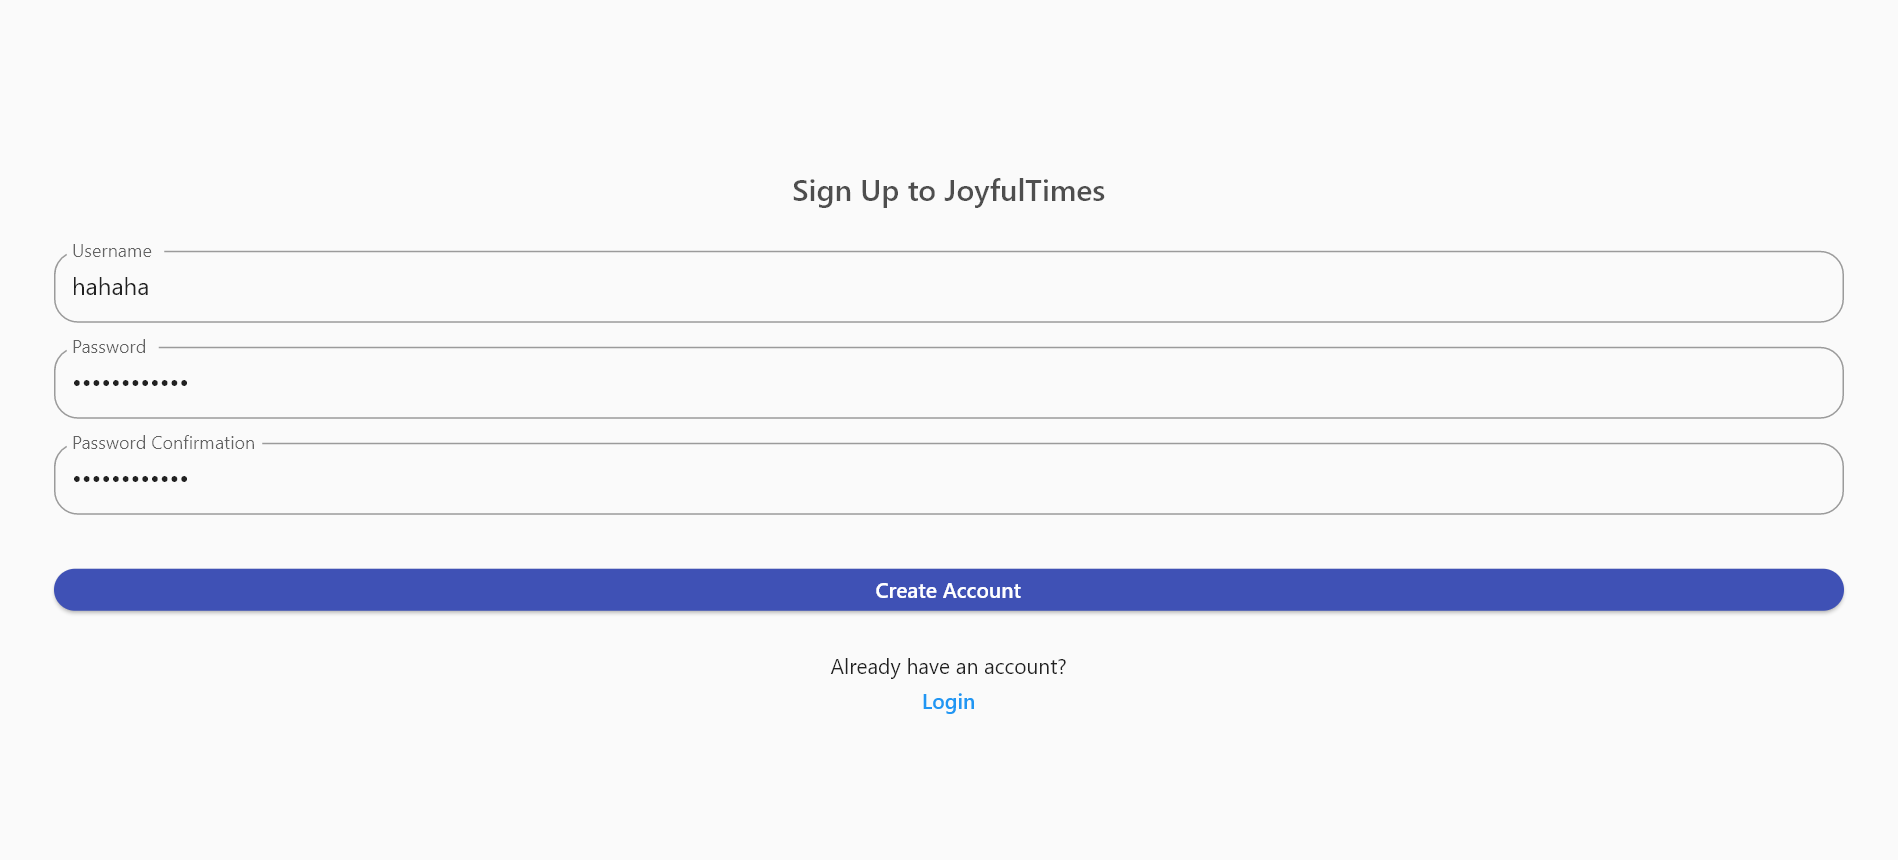 Sign Up to JoyfulTimes
Username
hahaha
Password
••••••••••••
Password Confirmation
••••••••••••
Create Account
Already have an account?
Login